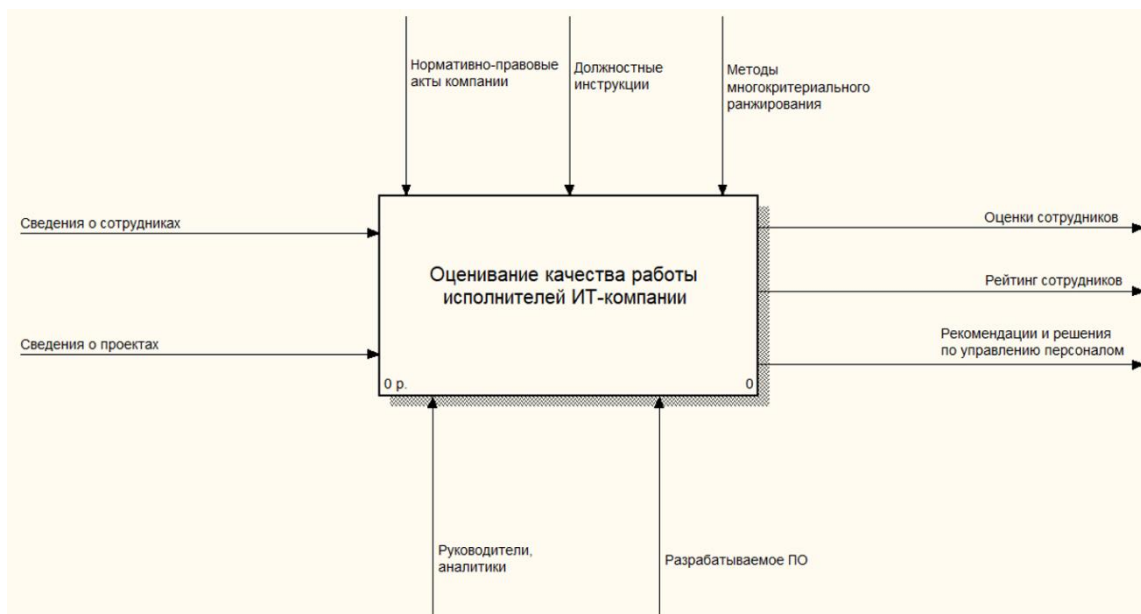 Нормативно-правовые
акты компании
Должностные
инструкции
Методы
многокритериального
ранжирования
Сведения о сотрудниках
Сведения о проектах
Оценивание качества работы
исполнителей ИТ-компании
0 р.
0
Оценки сотрудников
Рейтинг сотрудников
Рекомендации и решения
по управлению персоналом
Руководители,
аналитики
Разрабатываемое ПО